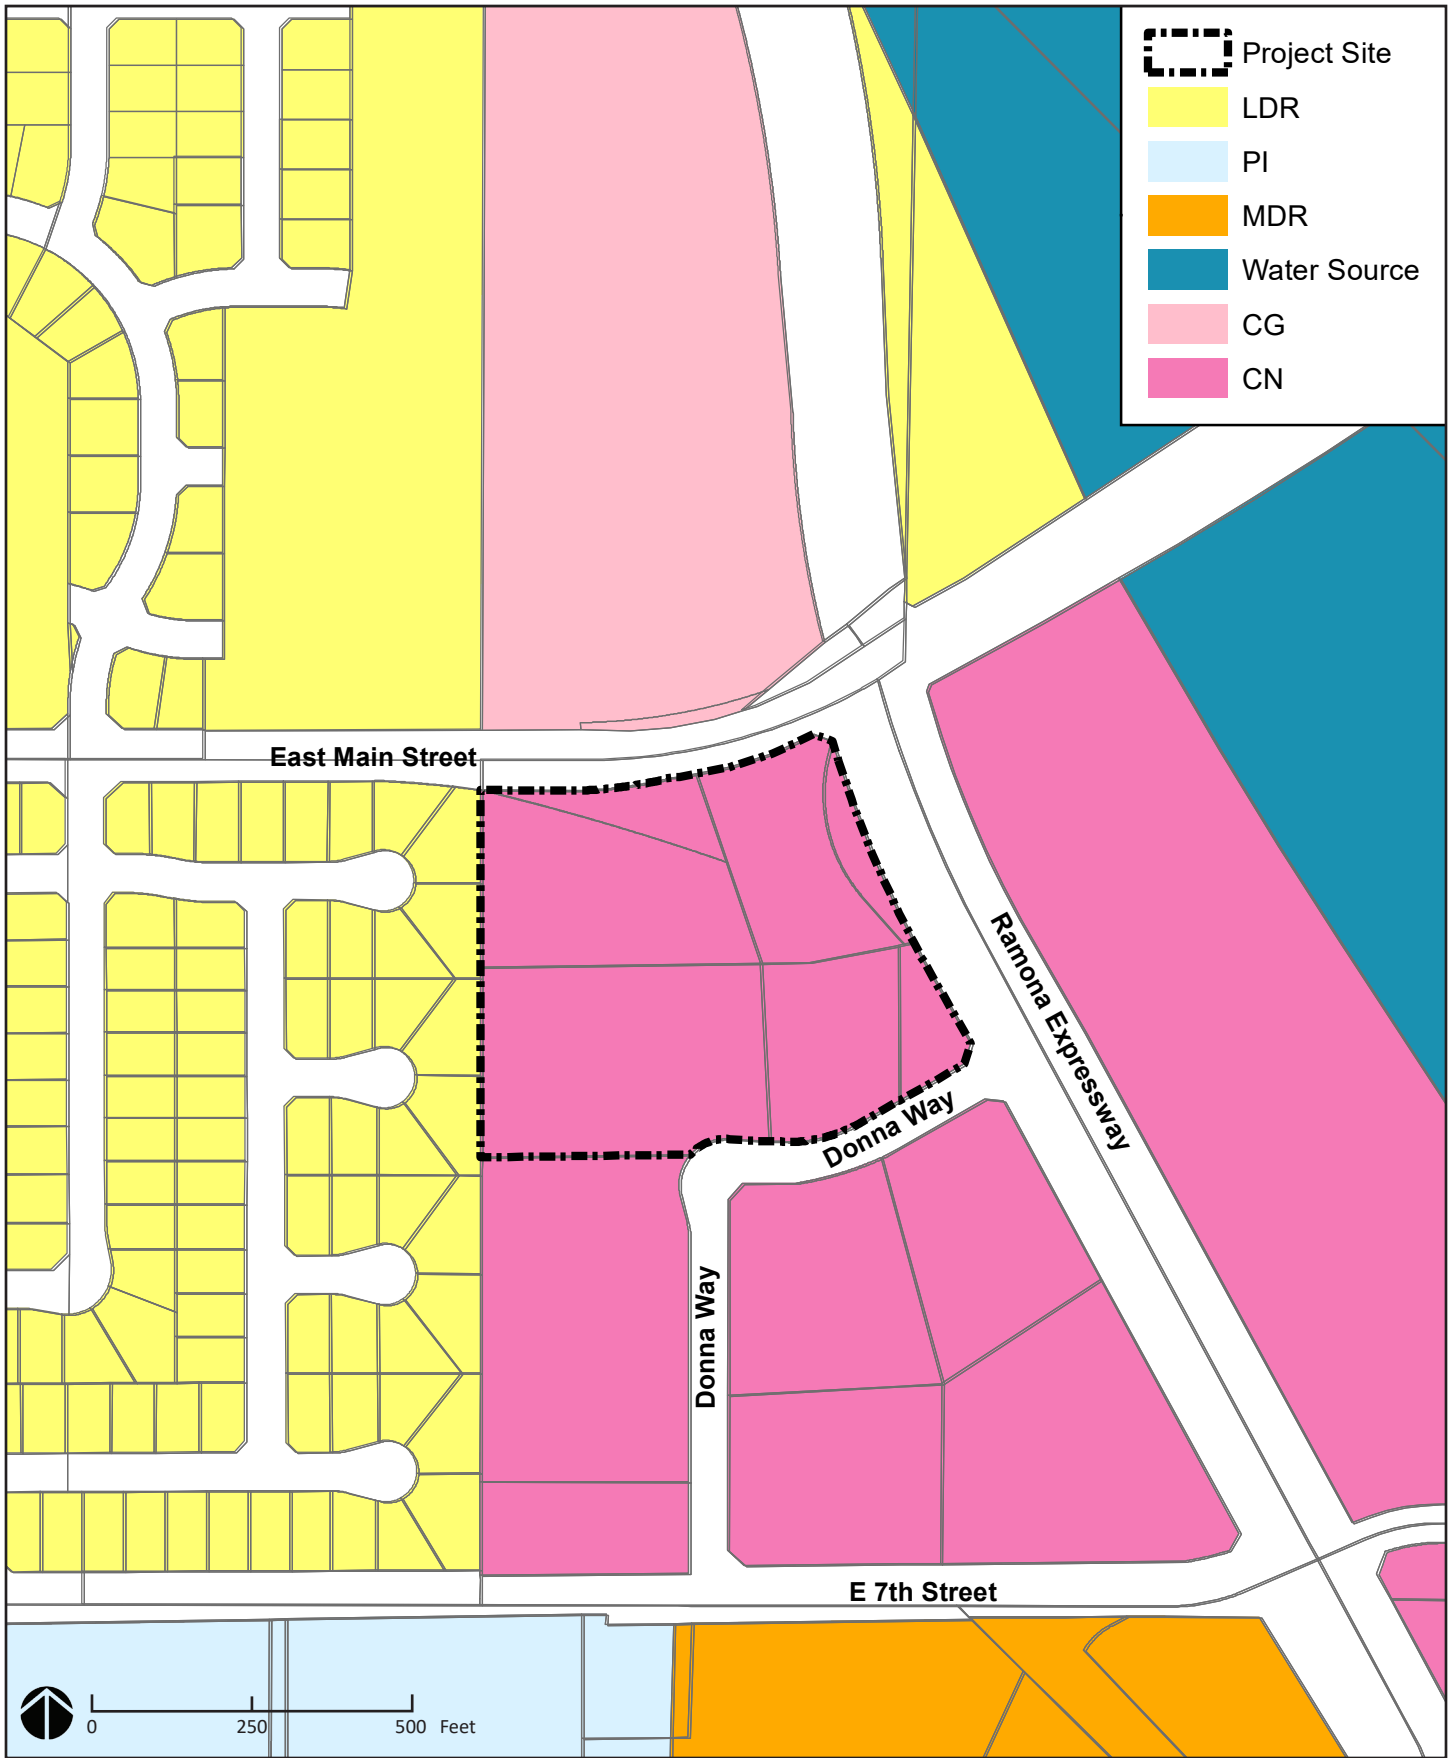 Project Site
LDR
PI
MDR
Water Source
CG
CN
East Main Street
Ramona Expressway
Donna Way
Donna Way
E 7th Street
0 250 500 Feet